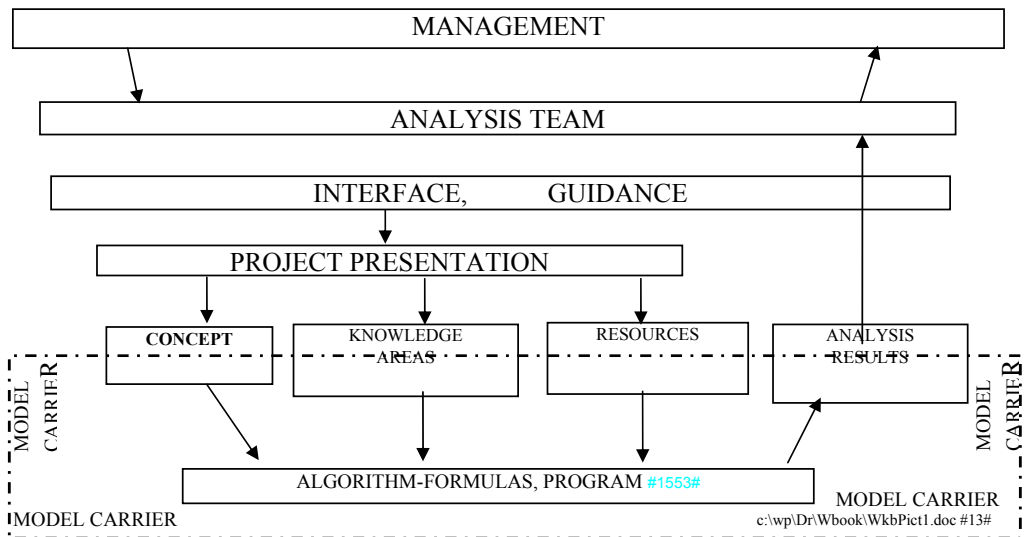 MANAGEMENT
ANALYSIS TEAM
INTERFACE, GUIDANCE
PROJECT PRESENTATION
CONCEPT
KNOWLEDGE
AREAS
RESOURCES
ANALYSIS
RESULTS
MODEL
CARRIER
MODEL
CARRIER
ALGORITHM-FORMULAS, PROGRAM #1553#
MODEL CARRIER
MODEL CARRIER
c:\wp\Dr\Wbook\WkbPict1.doc #13#